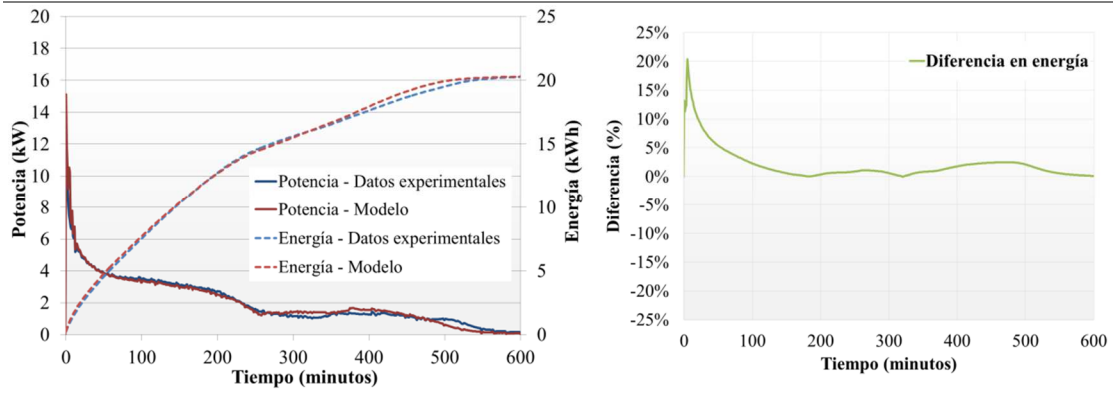 20
18
16
14
12
10
8
6
4
2
0
Potencia (kW)
25
20
15
10
5
0
Energía (kWh)
Potencia - Datos experimentales
Potencia - Modelo
Energía - Datos experimentales
Energía - Modelo
0 100 200 300 400 500 600
Tiempo (minutos)
25%
20%
15%
10%
5%
0%
-5%
-10%
-15%
-20%
-25%
Diferencia (%)
Diferencia en energía
0 100 200 300 400 500 600
Tiempo (minutos)